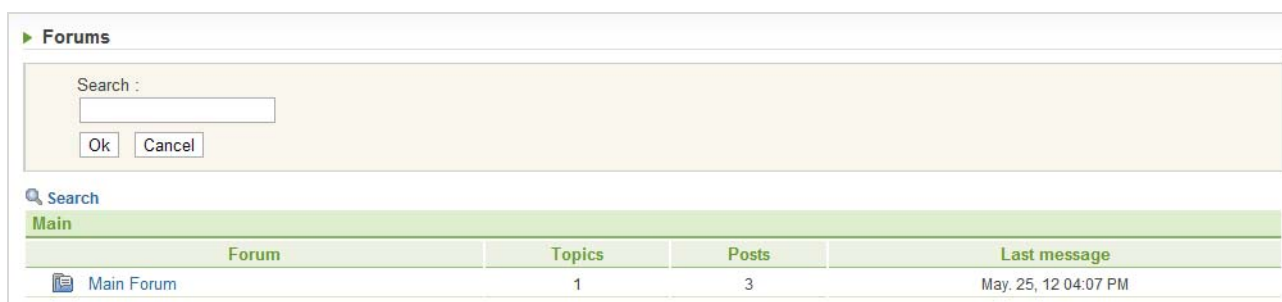 Forums
Search :
Ok Cancel
Search
Main
Forum Topics Posts Last message
Main Forum 1 3 May. 25, 12 04:07 PM